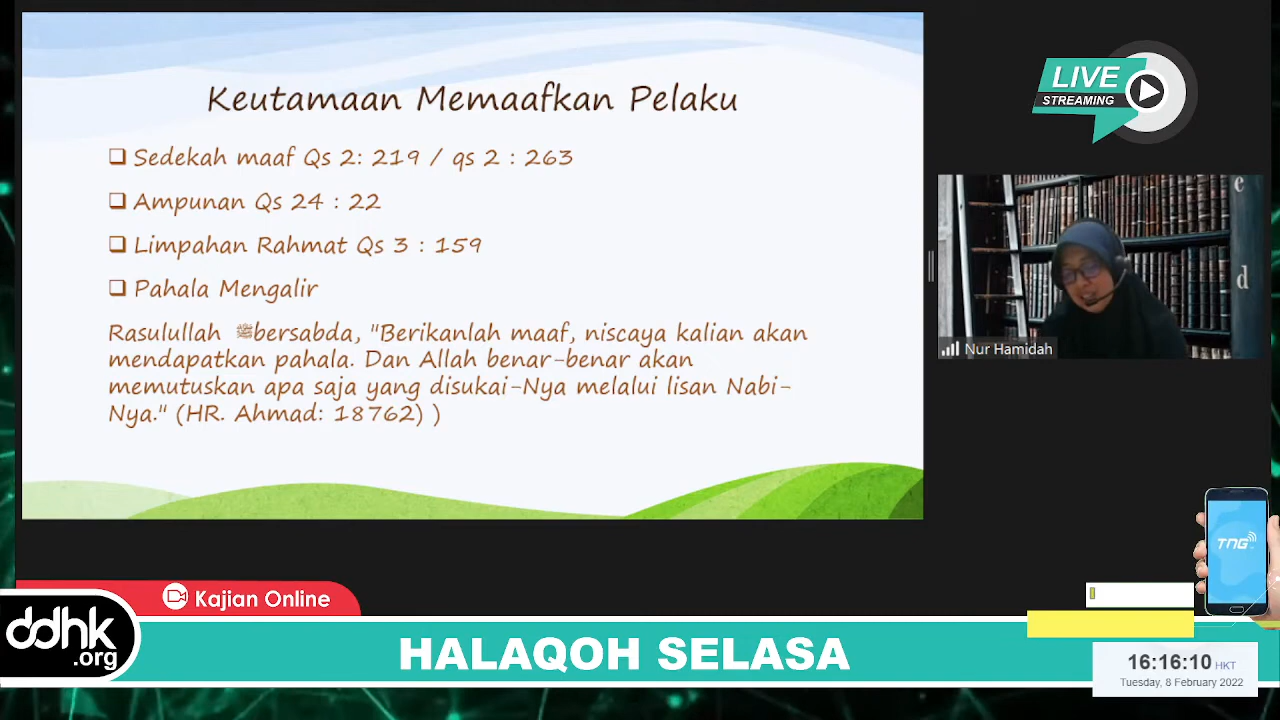 Keutamaan Memaafkan Pelaku
Sedekah maaf Qs 2: 219 / qs 2 : 263
Ampunan Qs 24 : 22
Limpahan Rahmat Qs 3 : 159
Pahala Mengalir
Rasulullah ﷺbersabda, "Berikanlah maaf, niscaya kalian akan
mendapatkan pahala. Dan Allah benar-benar akan
memutuskan apa saja yang disukai-Nya melalui lisan Nabi-
Nya." (HR. Ahmad: 18762) )
LIVE
STREAMING
e
d
Nur Hamidah
TNG
Kajian Online
ddhk
.org
HALAQOH SELASA
16:16:10 HKT
Tuesday, 8 February 2022